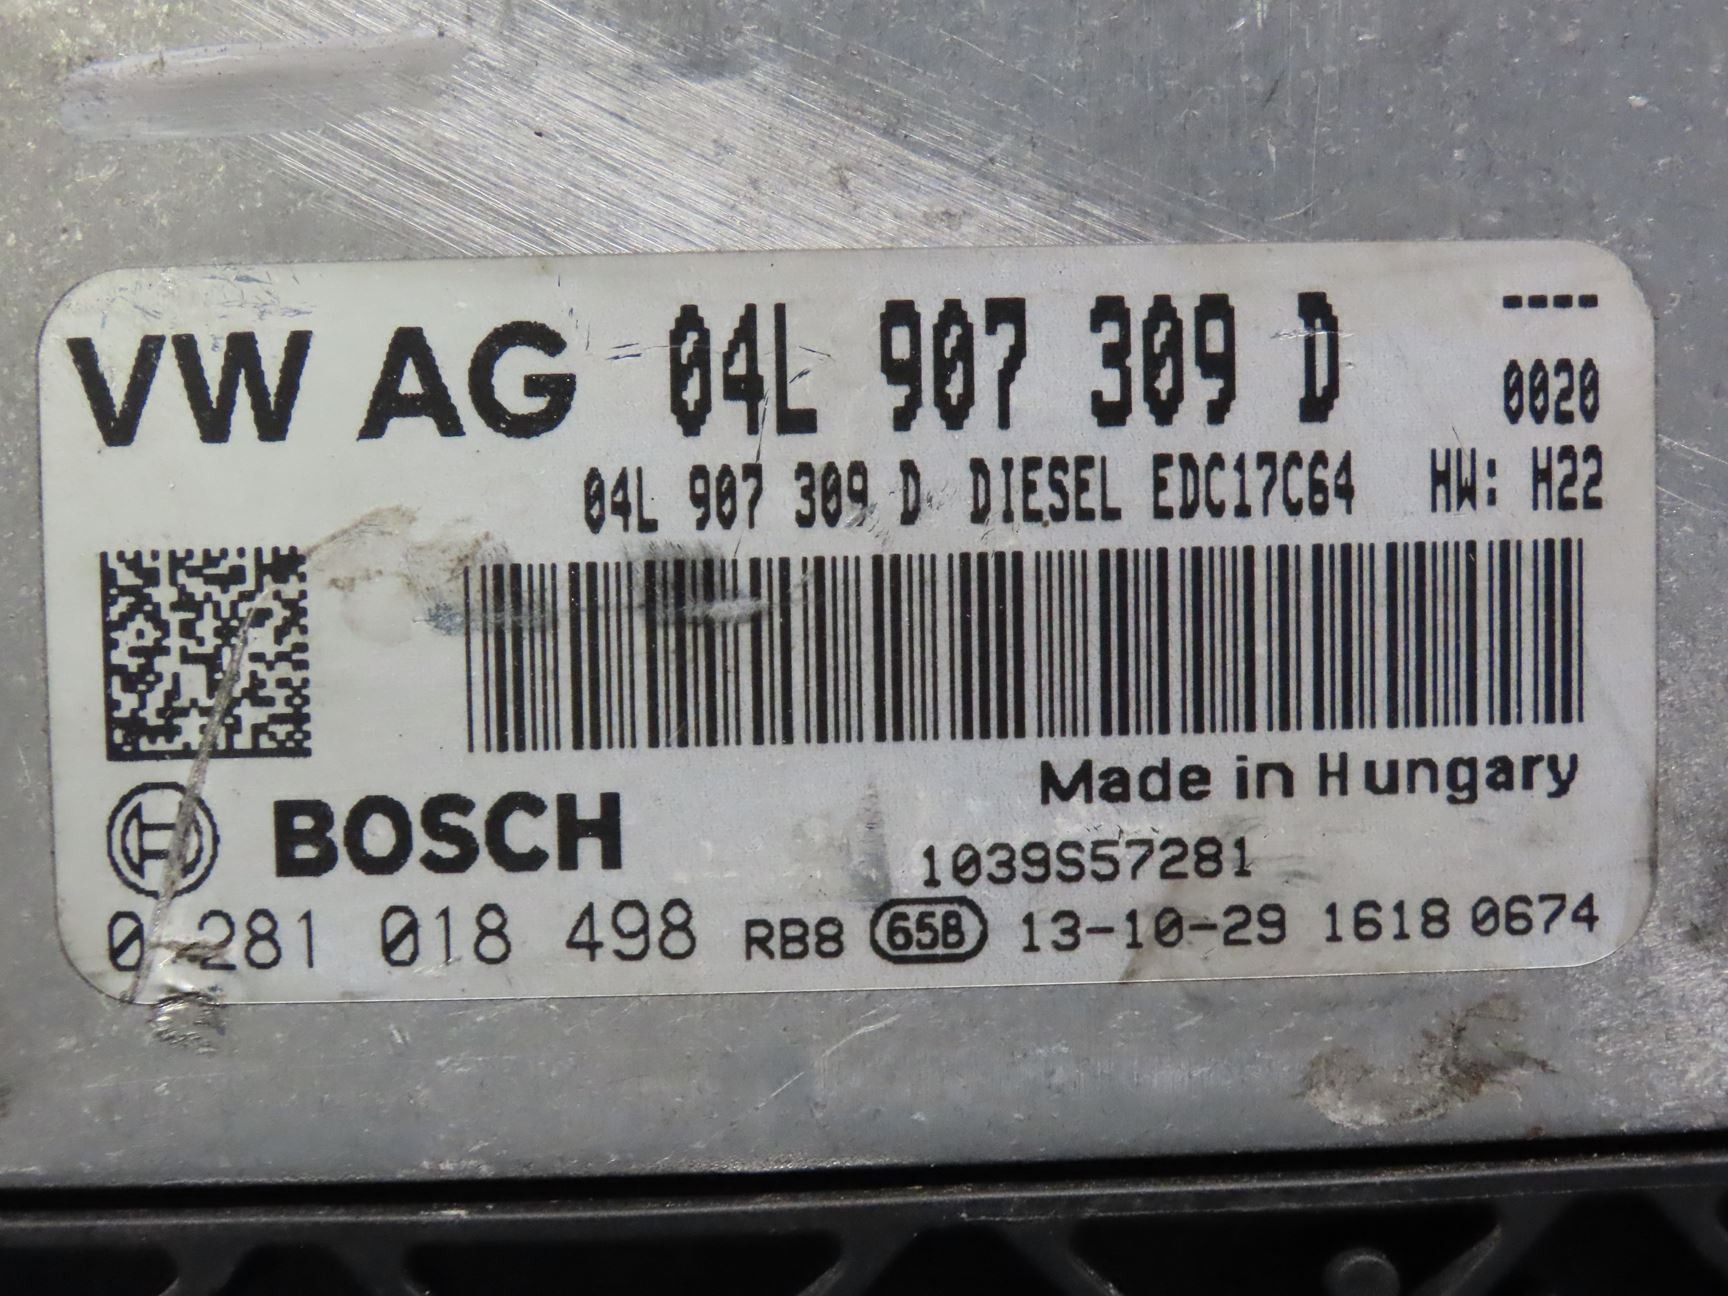 VW AG 04L 907 309 D ----
0020
04L 907 309 D DIESEL EDC17C64 HW: H22
Made in Hungary
BOSCH
1039S57281
0 281 018 498 RB8 65B 13-10-29 1618 0674